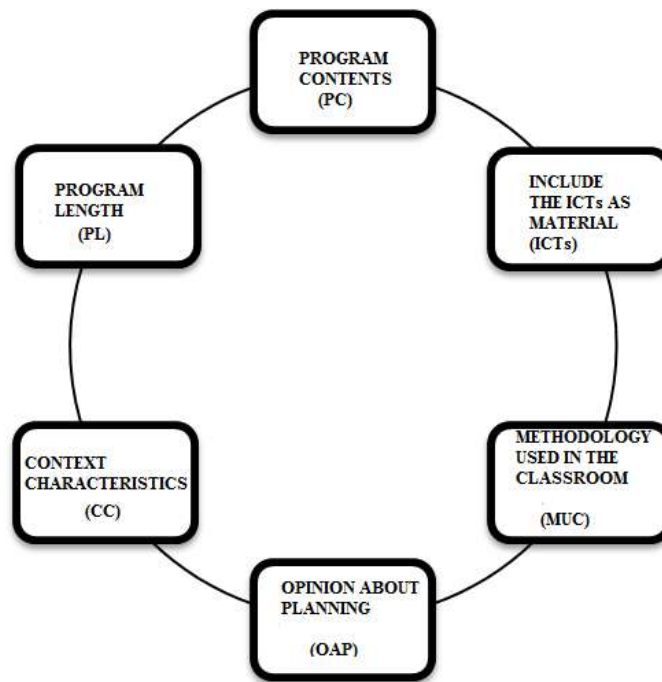 PROGRAM
CONTENTS
(PC)
INCLUDE
THE ICTs AS
MATERIAL
(ICTs)
METHODOLOGY
USED IN THE
CLASSROOM
(MUC)
OPINION ABOUT
PLANNING
(OAP)
CONTEXT
CHARACTERISTICS
(CC)
PROGRAM
LENGTH
(PL)